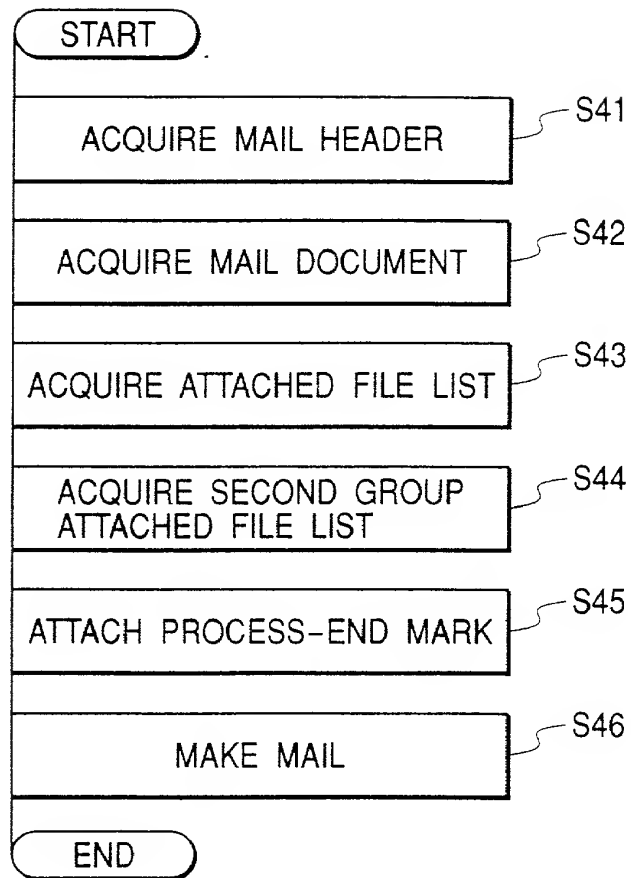 START
ACQUIRE MAIL HEADER
S41
ACQUIRE MAIL DOCUMENT
S42
ACQUIRE ATTACHED FILE LIST
S43
ACQUIRE SECOND GROUP
ATTACHED FILE LIST
S44
ATTACH PROCESS-END MARK
S45
MAKE MAIL
S46
END